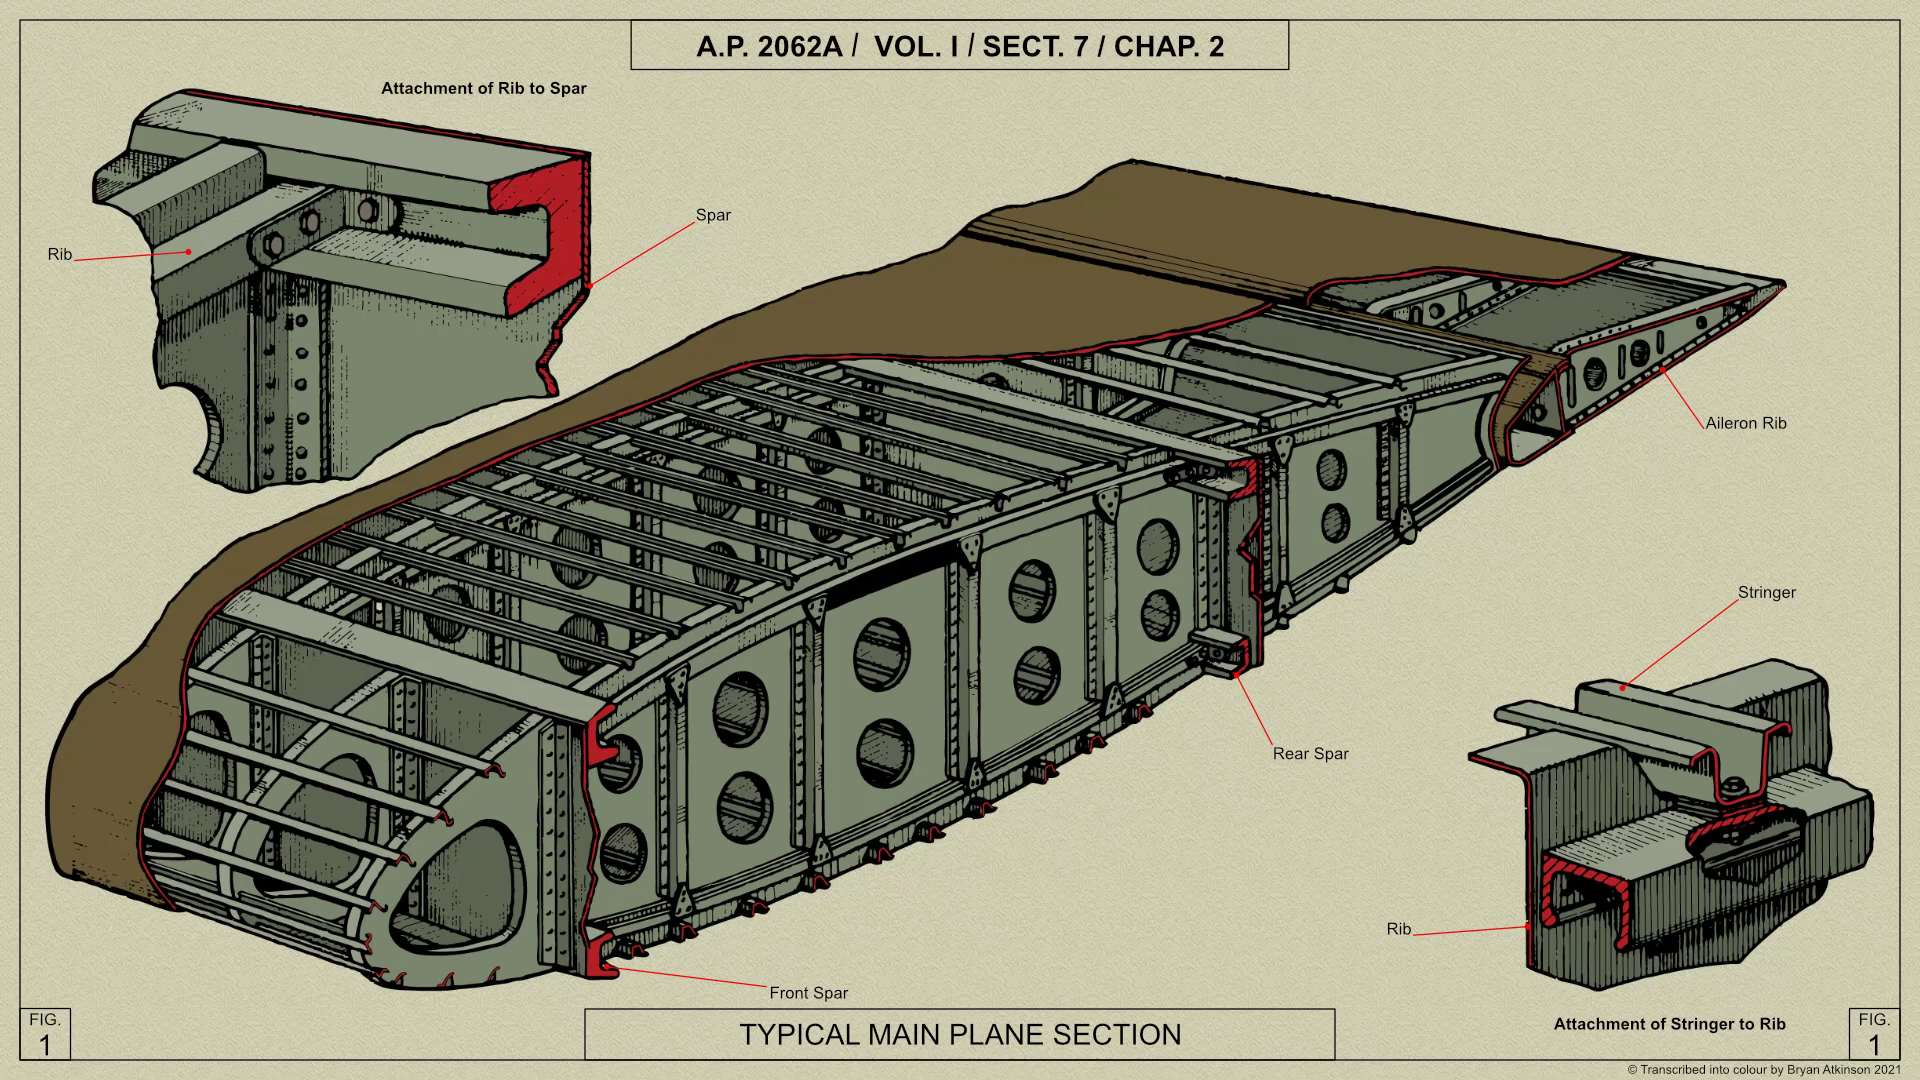 A.P. 2062A / VOL. I / SECT. 7 / CHAP. 2
Attachment of Rib to Spar
Spar
Rib
Aileron Rib
Stringer
Rear Spar
Rib
Front Spar
Attachment of Stringer to Rib
FIG.
1
TYPICAL MAIN PLANE SECTION
FIG.
1
© Transcribed into colour by Bryan Atkinson 2021